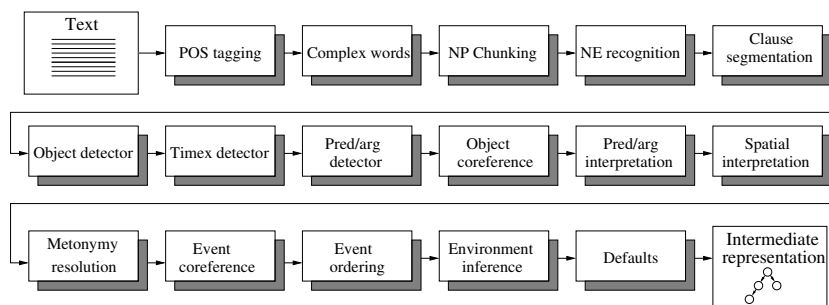 Text
POS tagging
Complex words
NP Chunking
NE recognition
Clause
segmentation
Object detector
Timex detector
Pred/arg
detector
Object
coreference
Pred/arg
interpretation
Spatial
interpretation
Metonymy
resolution
Event
coreference
Event
ordering
Environment
inference
Defaults
Intermediate
representation